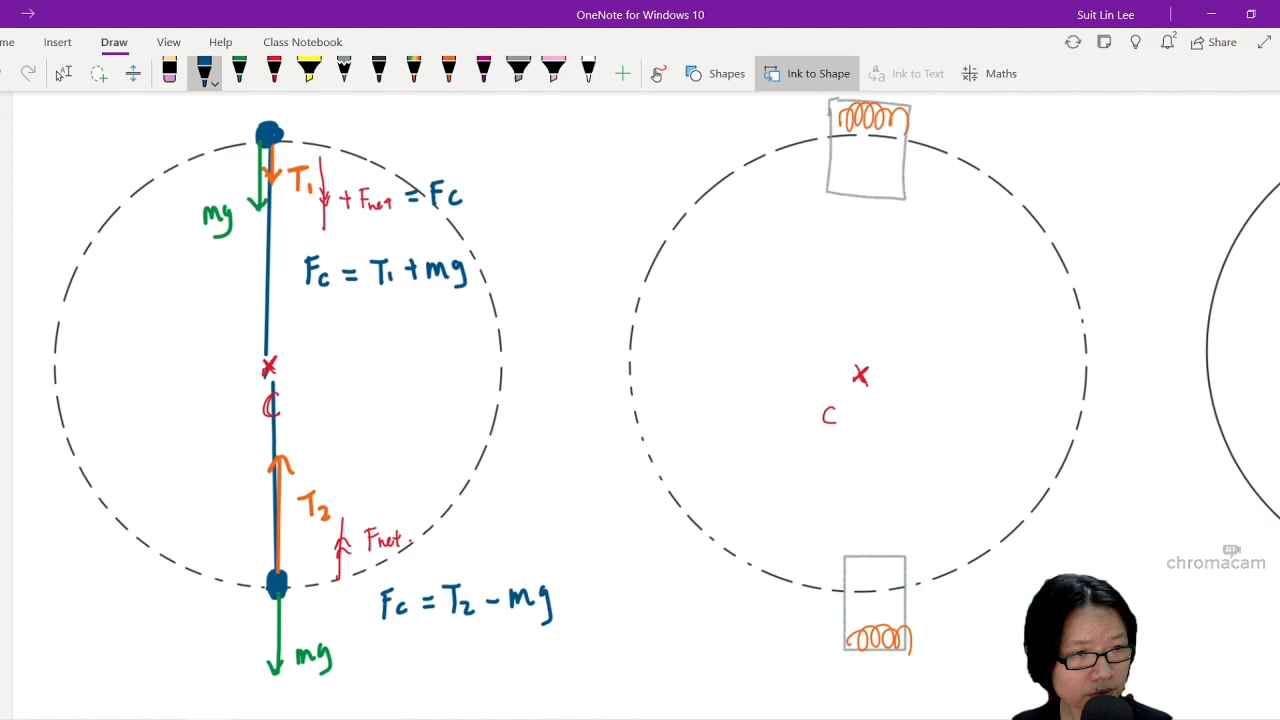 OneNote for Windows 10
Suit Lin Lee
me Insert Draw View Help Class Notebook
Share
Shapes
Ink to Shape
Ink to Text
Maths
T1
mg
+ Fnet = Fc
Fc = T1 + mg
x
C
T2
Fnet
Fc = T2 - mg
mg
x
C
chromacam